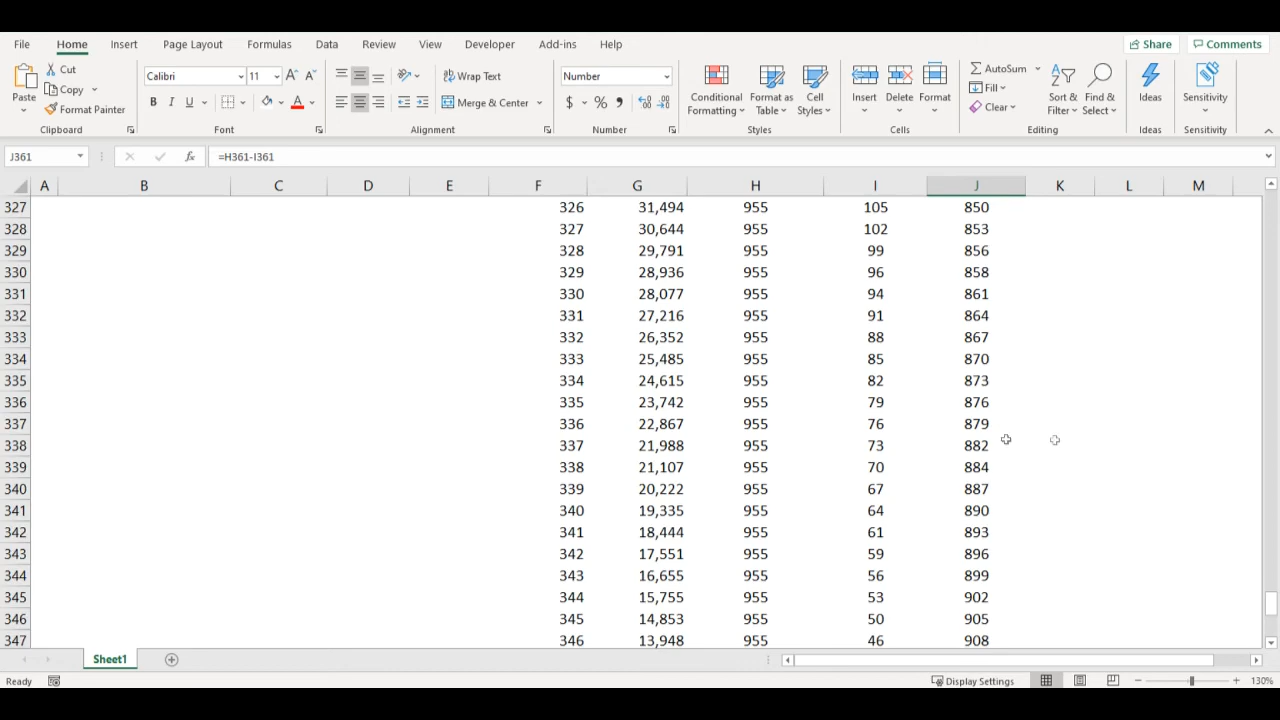 File Home Insert Page Layout Formulas Data Review View Developer Add-ins Help Share Comments
Paste Cut Copy Format Painter Clipboard
Calibri 11 A A B I U A Font
Wrap Text Merge & Center Alignment
Number $ % Number
Conditional Formatting Format as Table Cell Styles Styles
Insert Delete Format Cells
AutoSum Fill Clear Sort & Filter Find & Select Editing
Ideas Ideas
Sensitivity Sensitivity
J361 fx =H361-I361
A B C D E F G H I J K L M
327 326 31,494 955 105 850
328 327 30,644 955 102 853
329 328 29,791 955 99 856
330 329 28,936 955 96 858
331 330 28,077 955 94 861
332 331 27,216 955 91 864
333 332 26,352 955 88 867
334 333 25,485 955 85 870
335 334 24,615 955 82 873
336 335 23,742 955 79 876
337 336 22,867 955 76 879
338 337 21,988 955 73 882
339 338 21,107 955 70 884
340 339 20,222 955 67 887
341 340 19,335 955 64 890
342 341 18,444 955 61 893
343 342 17,551 955 59 896
344 343 16,655 955 56 899
345 344 15,755 955 53 902
346 345 14,853 955 50 905
347 346 13,948 955 46 908
Sheet1
Ready Display Settings 130%